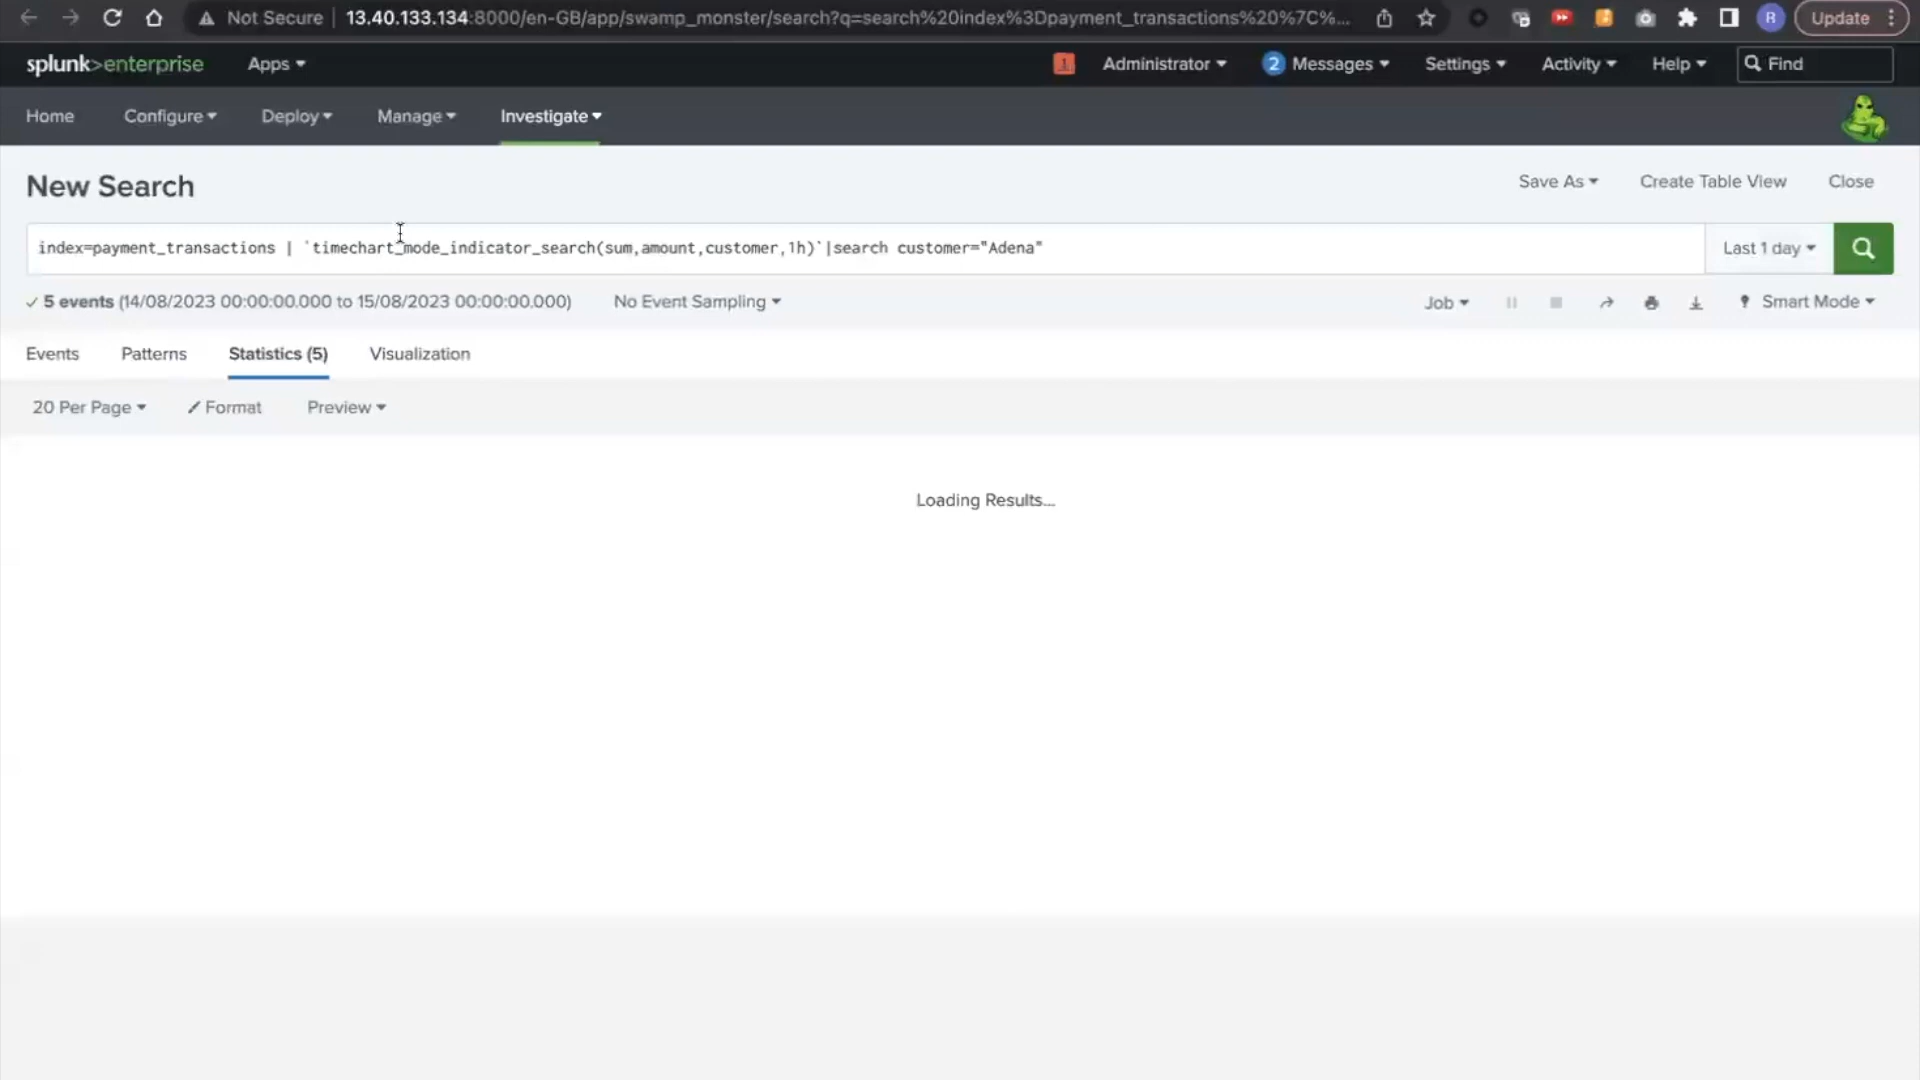 Not Secure 13.40.133.134:8000/en-GB/app/swamp_monster/search?q=search%20index%3Dpayment_transactions%20%7C%... R Update
splunk>enterprise Apps Administrator 2 Messages Settings Activity Help Find
Home Configure Deploy Manage Investigate
New Search Save As Create Table View Close
index=payment_transactions | `timechart_mode_indicator_search(sum,amount,customer,1h)`|search customer="Adena" Last 1 day
5 events (14/08/2023 00:00:00.000 to 15/08/2023 00:00:00.000) No Event Sampling Job Smart Mode
Events Patterns Statistics (5) Visualization
20 Per Page Format Preview
Loading Results...